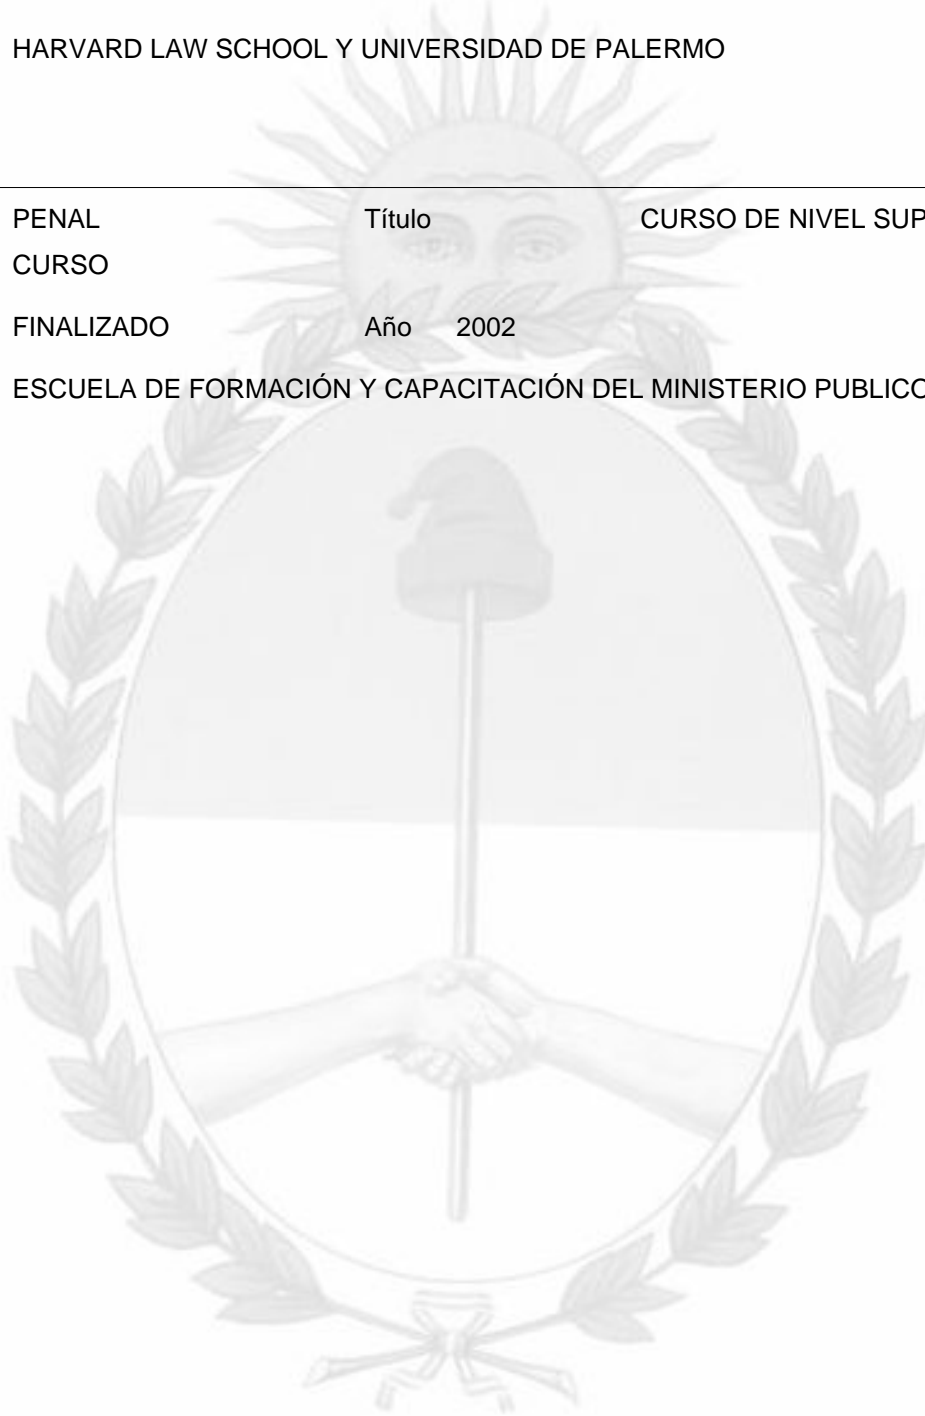 HARVARD LAW SCHOOL Y UNIVERSIDAD DE PALERMO
PENAL Título CURSO DE NIVEL SUP
CURSO
FINALIZADO Año 2002
ESCUELA DE FORMACIÓN Y CAPACITACIÓN DEL MINISTERIO PUBLICO